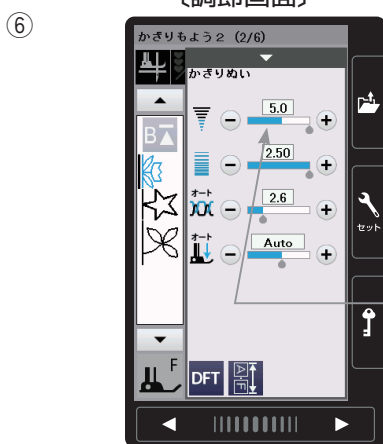 〔調節画面〕
⑥
かざりもよう2 (2/6)
かざりぬい
5.0
B
2.50
オート
2.6
オート
Auto
セット
F
DFT
A
F